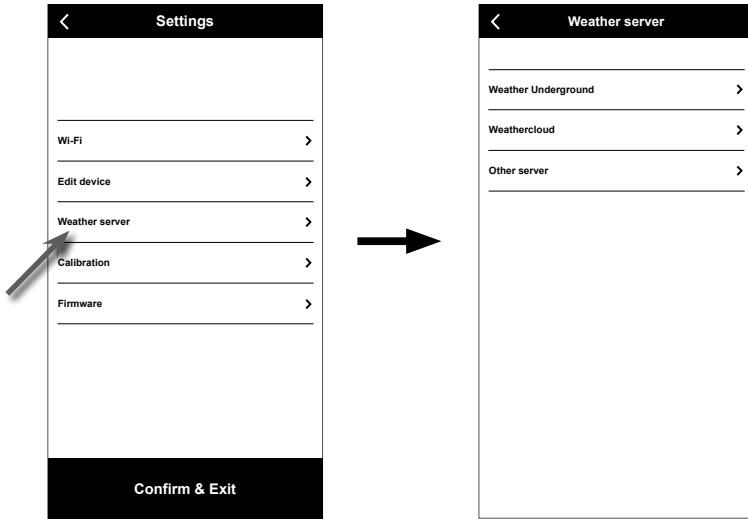 Settings
Wi-Fi
Edit device
Weather server
Calibration
Firmware
Confirm & Exit
Weather server
Weather Underground
Weathercloud
Other server